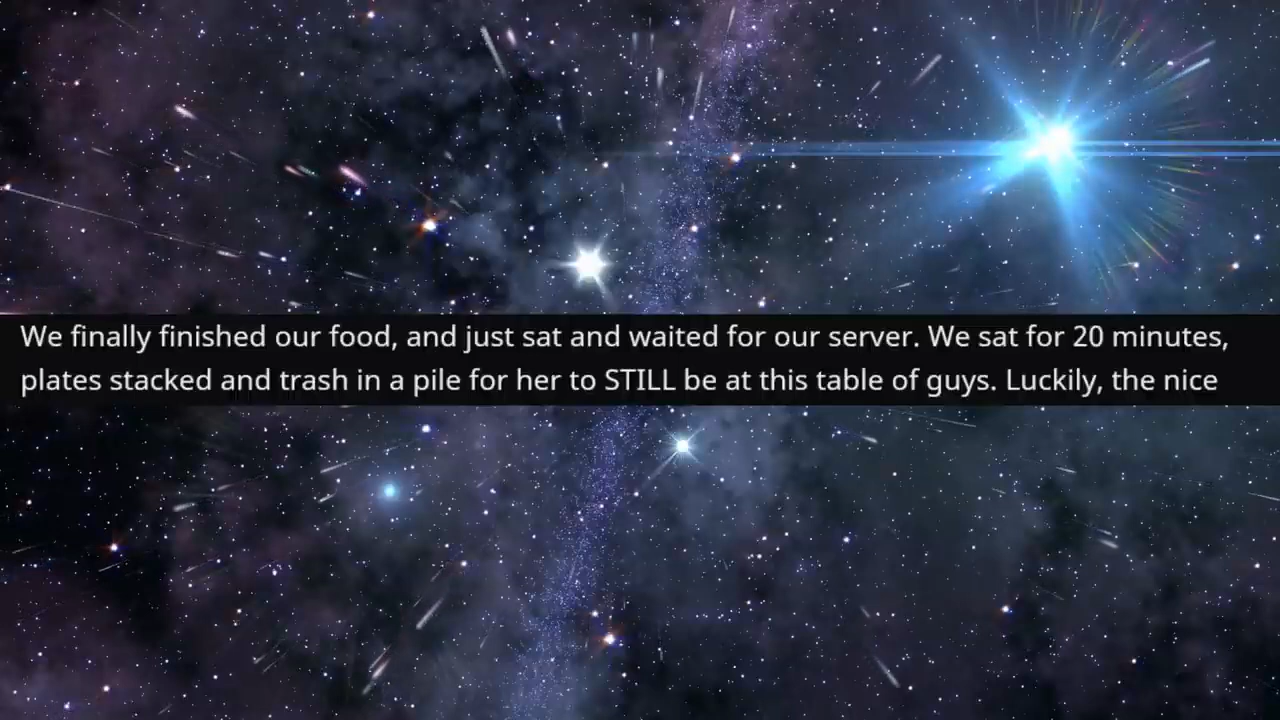 We finally finished our food, and just sat and waited for our server. We sat for 20 minutes,
plates stacked and trash in a pile for her to STILL be at this table of guys. Luckily, the nice